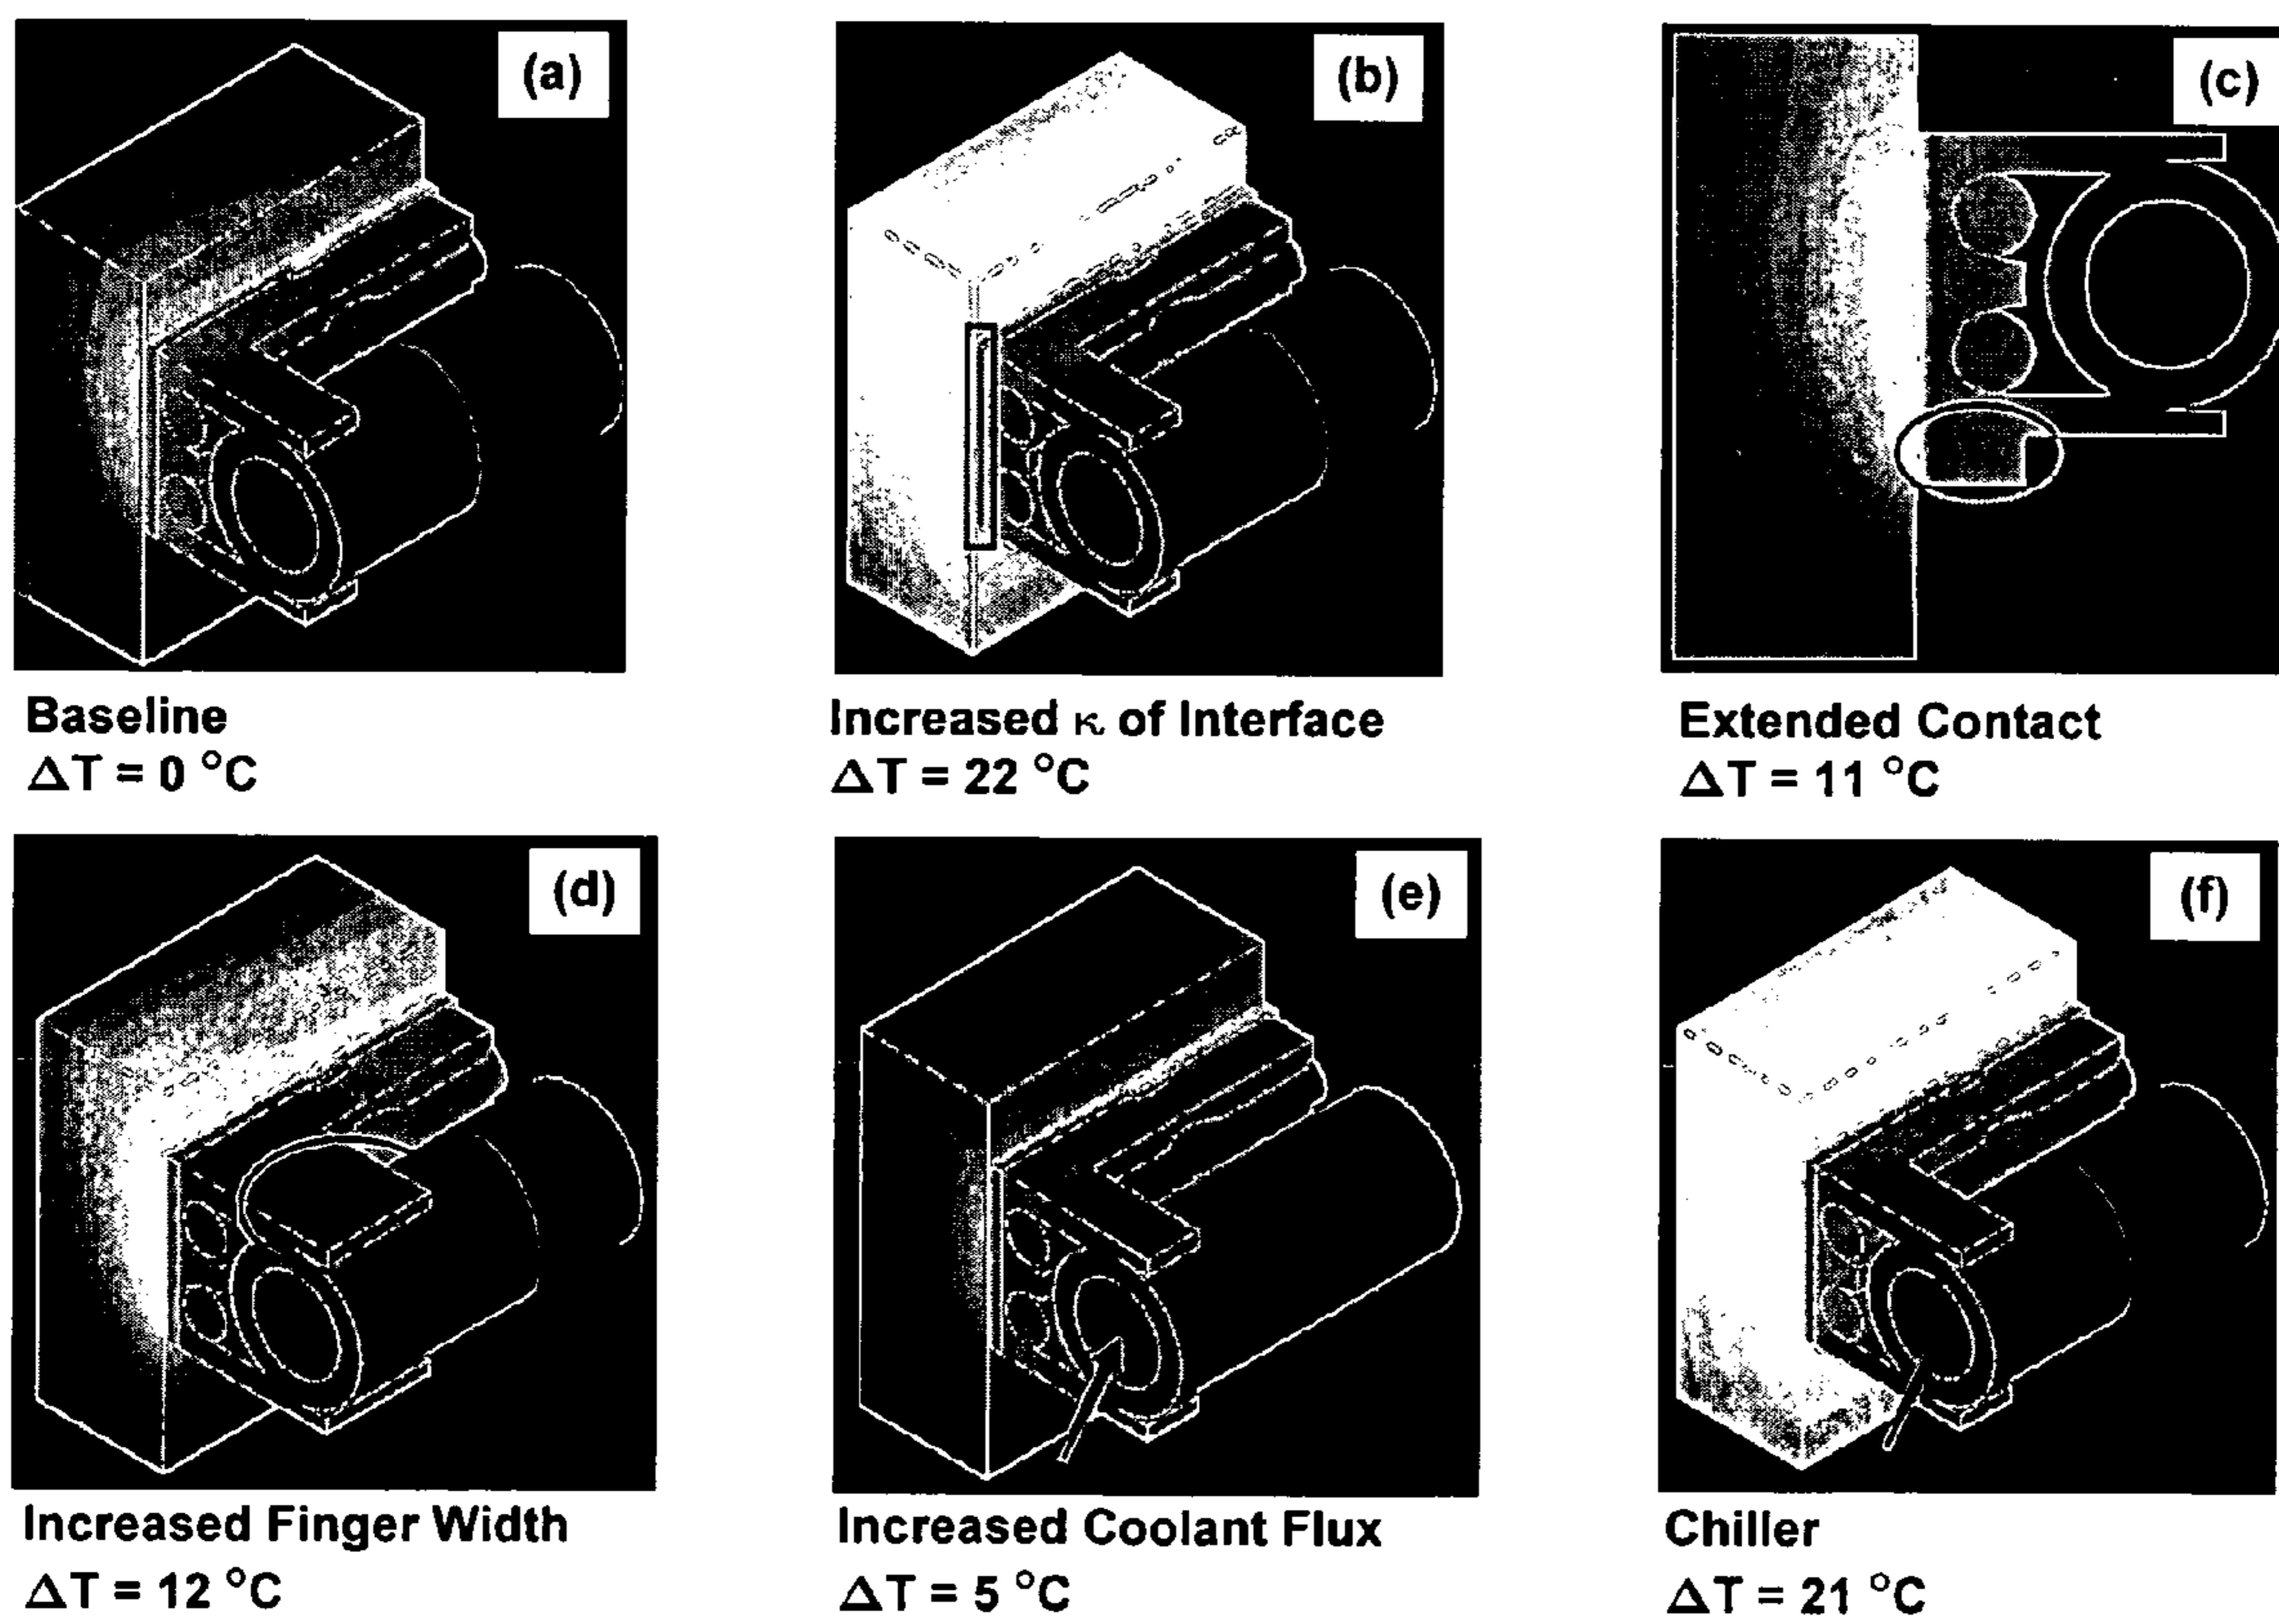 (a)
(b)
(c)
Baseline
ΔT = 0 °C
Increased κ of Interface
ΔT = 22 °C
Extended Contact
ΔT = 11 °C
(d)
(e)
(f)
Increased Finger Width
ΔT = 12 °C
Increased Coolant Flux
ΔT = 5 °C
Chiller
ΔT = 21 °C